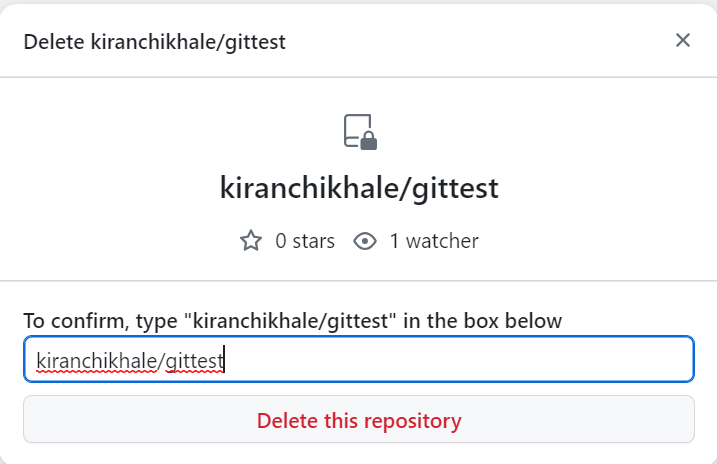 Delete kiranchikhale/gittest
kiranchikhale/gittest
0 stars 1 watcher
To confirm, type "kiranchikhale/gittest" in the box below
kiranchikhale/gittest
Delete this repository